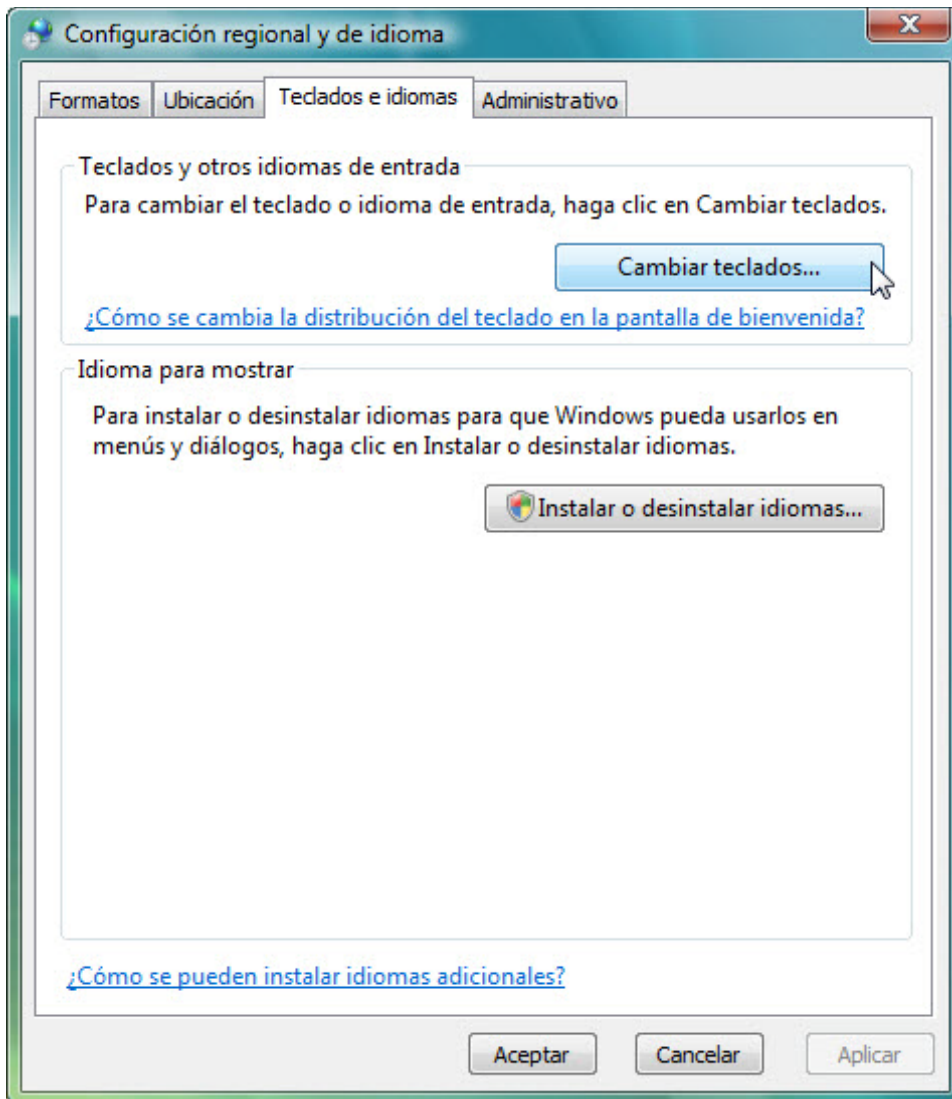 Configuración regional y de idioma
Formatos Ubicación Teclados e idiomas Administrativo
Teclados y otros idiomas de entrada
Para cambiar el teclado o idioma de entrada, haga clic en Cambiar teclados.
Cambiar teclados...
¿Cómo se cambia la distribución del teclado en la pantalla de bienvenida?
Idioma para mostrar
Para instalar o desinstalar idiomas para que Windows pueda usarlos en
menús y diálogos, haga clic en Instalar o desinstalar idiomas.
Instalar o desinstalar idiomas...
¿Cómo se pueden instalar idiomas adicionales?
Aceptar Cancelar Aplicar